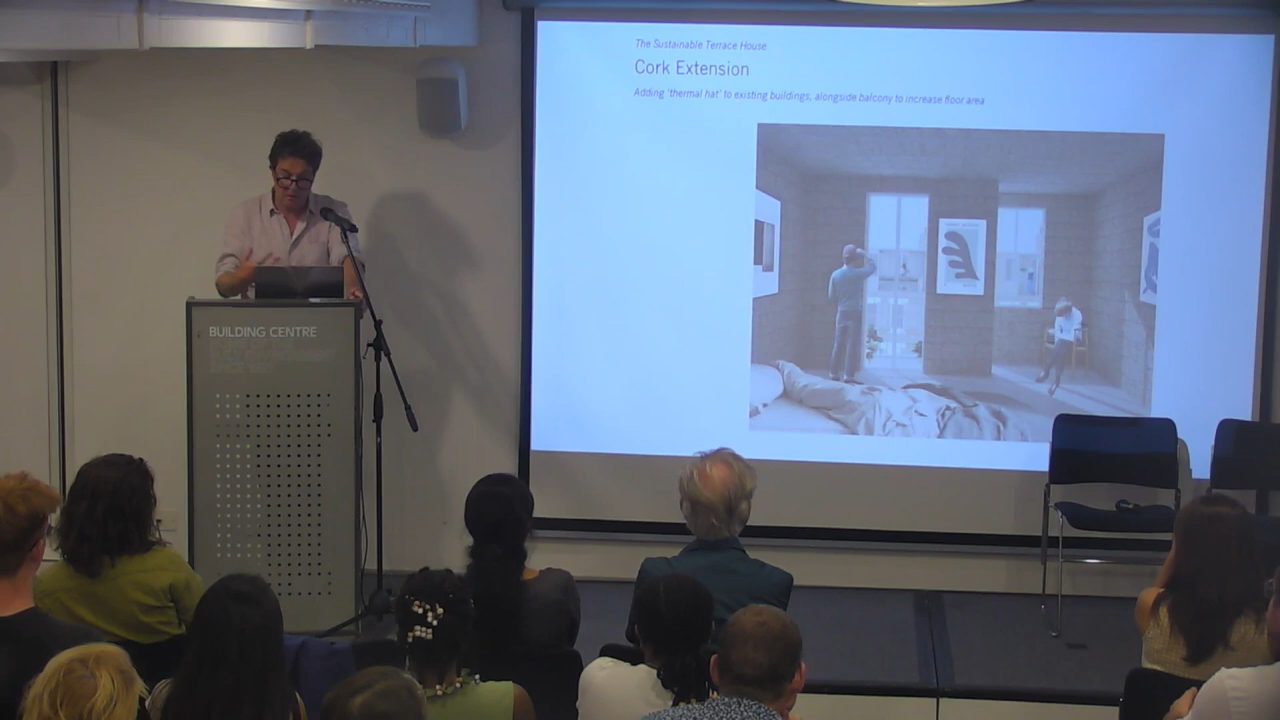 The Sustainable Terrace House
Cork Extension
Adding 'thermal hat' to existing buildings, alongside balcony to increase floor area
BUILDING CENTRE